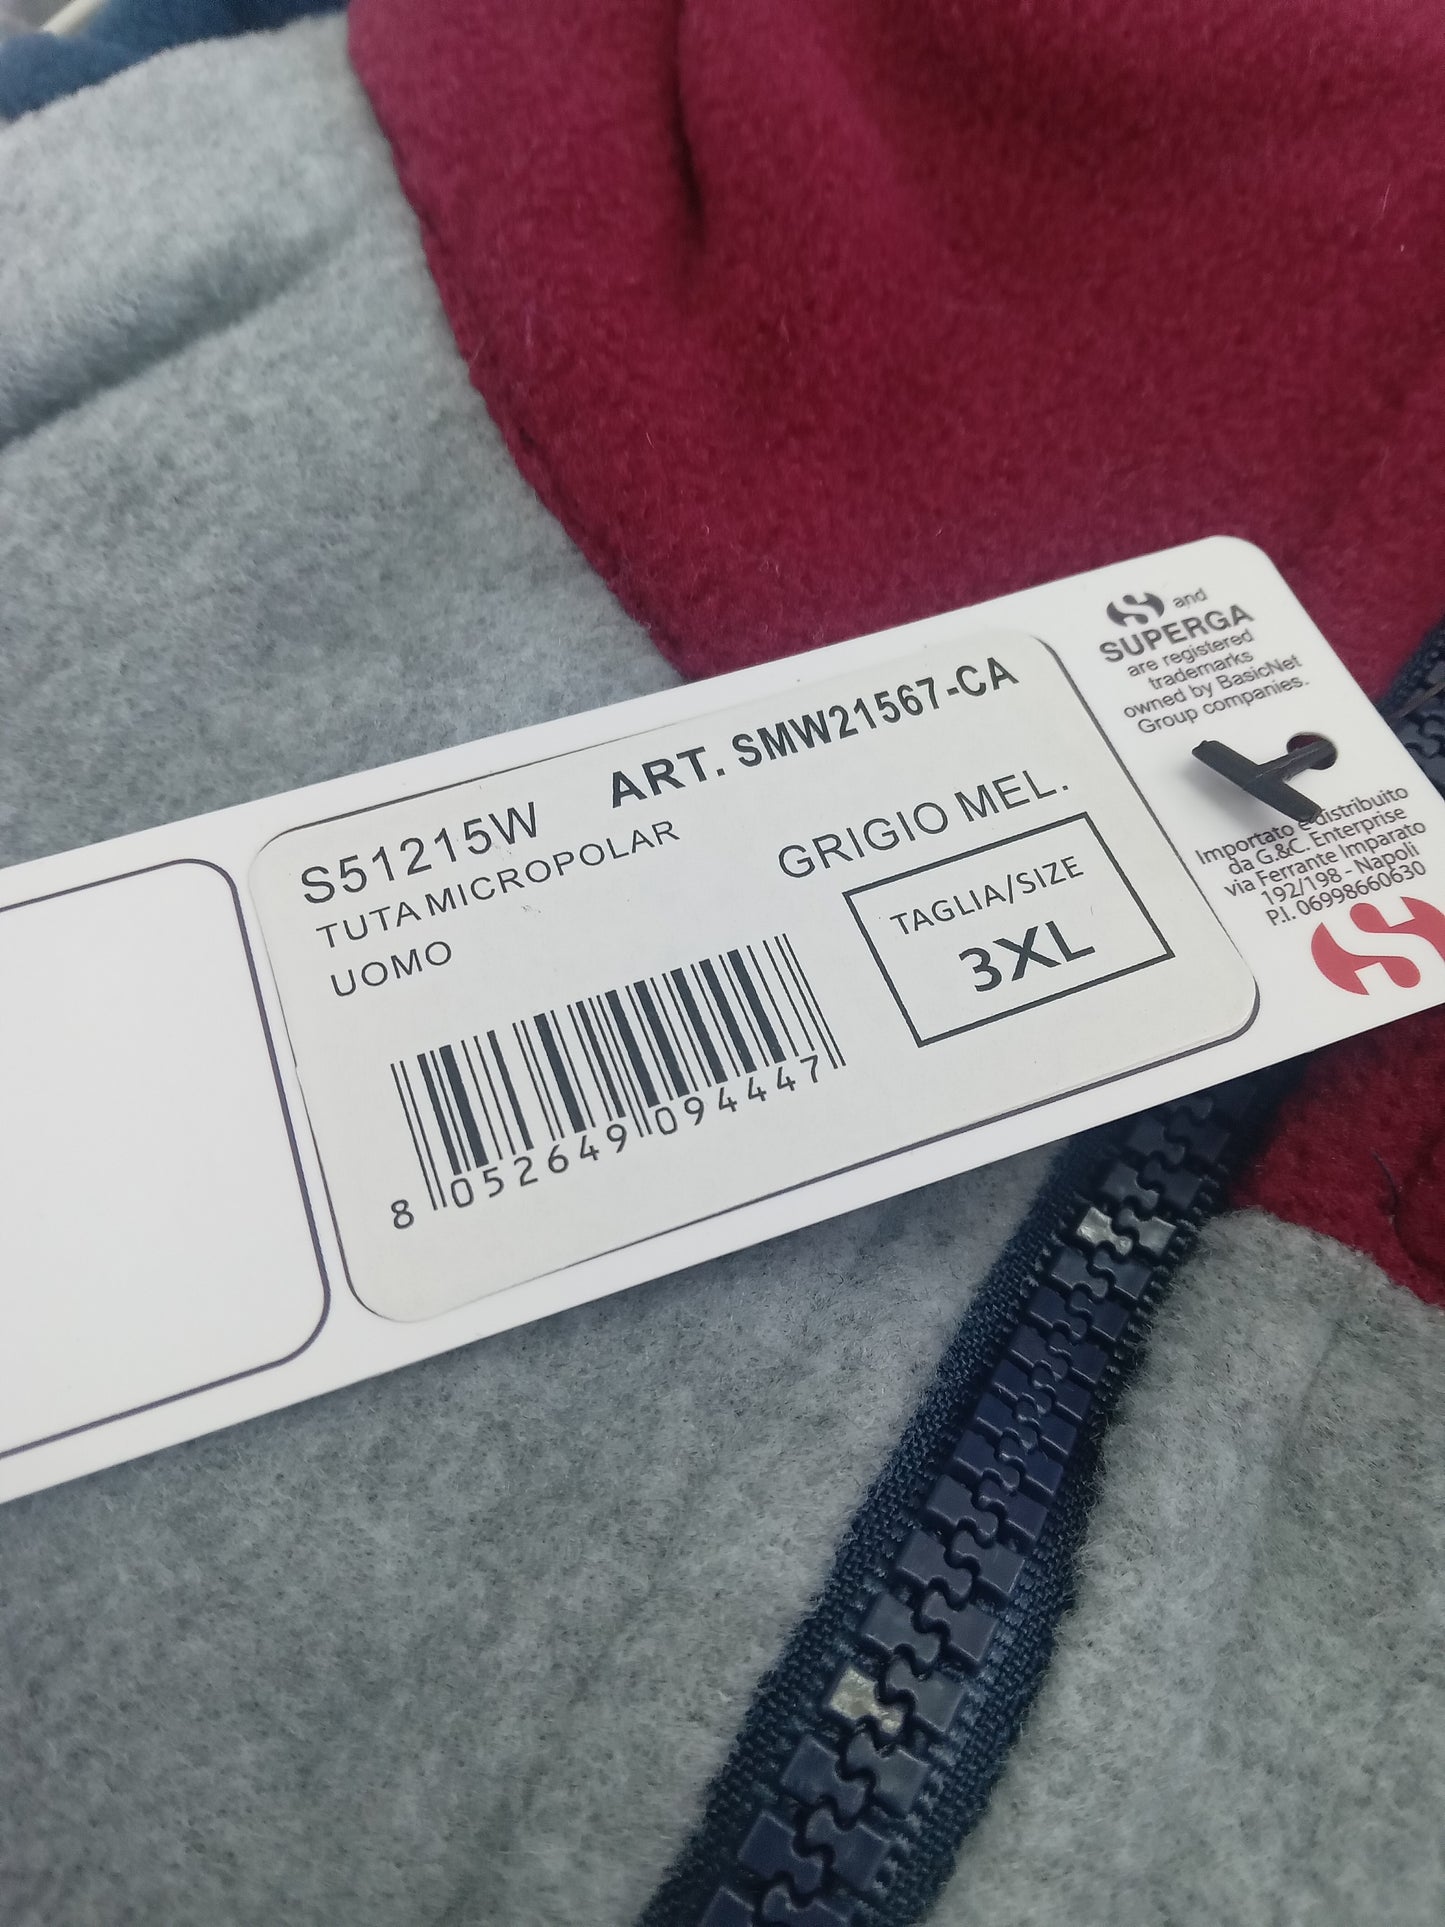 S51215W ART. SMW21567-CA
TUTA MICROPOLAR
UOMO
GRIGIO MEL.
TAGLIA/SIZE
3XL
8 052649 094447
and
SUPERGA
are registered
trademarks
owned by BasicNet
Group companies.
Importato e distribuito
da G.&C. Enterprise
via Ferrante Imparato
192/198 - Napoli
P.I. 06998660630